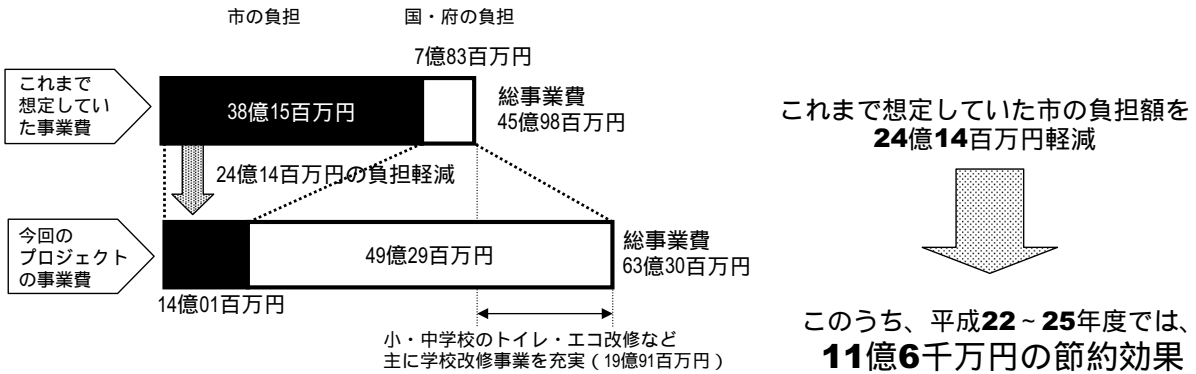 市の負担
国・府の負担
7億83百万円
これまで
想定してい
た事業費
38億15百万円
総事業費
45億98百万円
24億14百万円の負担軽減
今回の
プロジェクト
の事業費
49億29百万円
総事業費
63億30百万円
14億01百万円
小・中学校のトイレ・エコ改修など
主に学校改修事業を充実(19億91百万円)
これまで想定していた市の負担額を
24億14百万円軽減
このうち、平成22~25年度では、
11億6千万円の節約効果